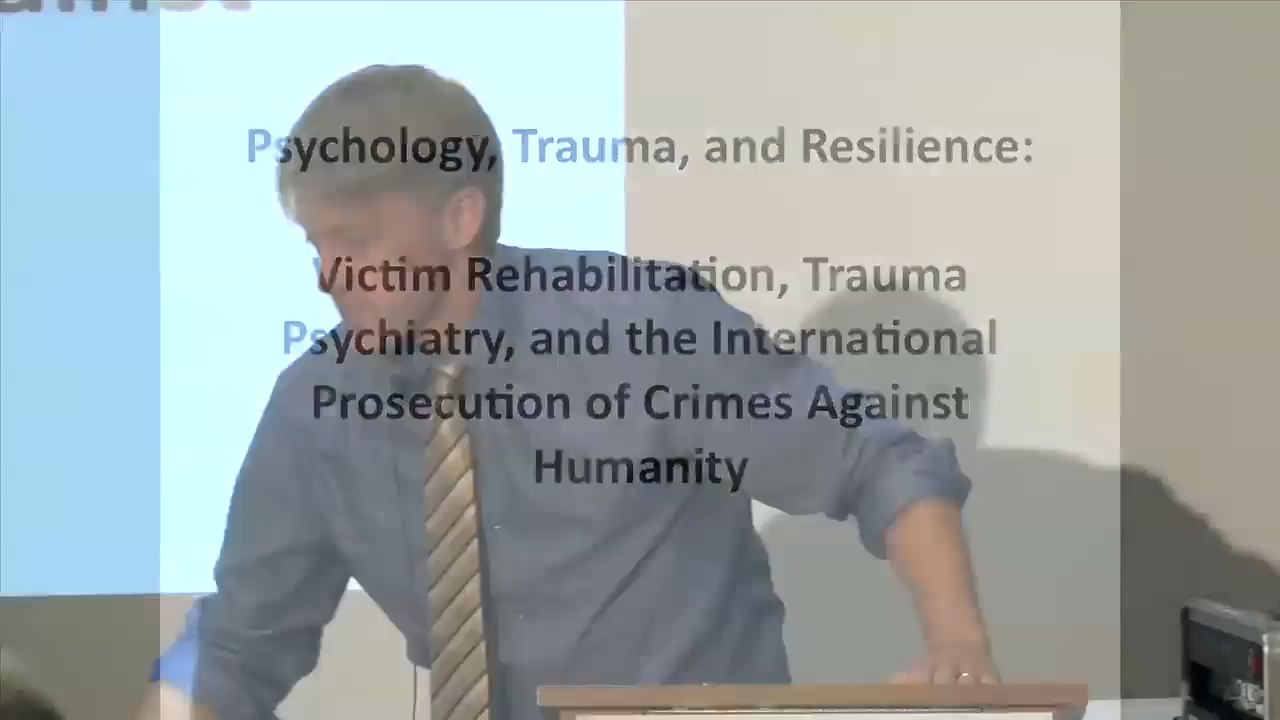 Psychology, Trauma, and Resilience:
Victim Rehabilitation, Trauma
Psychiatry, and the International
Prosecution of Crimes Against
Humanity